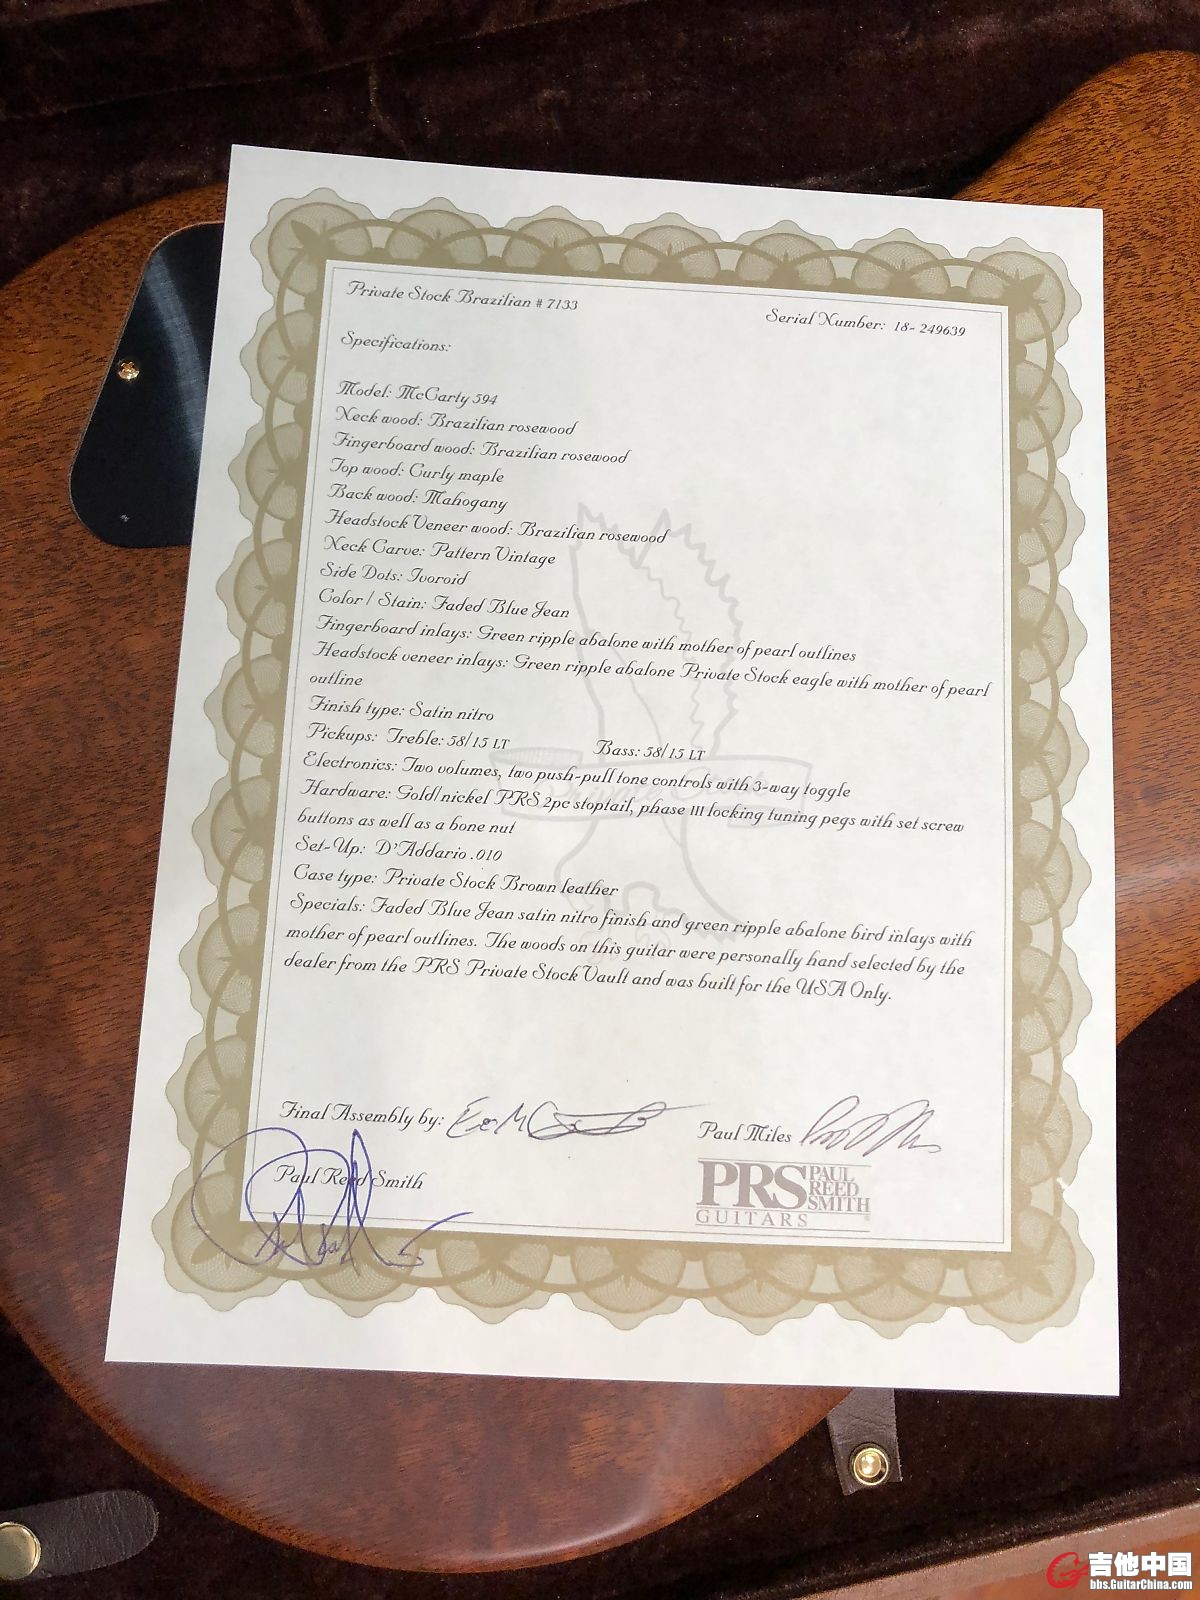 Private Stock Brazilian # 7133
Serial Number: 18- 249639
Specifications:
Model: McCarty 594
Neck wood: Brazilian rosewood
Fingerboard wood: Brazilian rosewood
Top wood: Curly maple
Back wood: Mahogany
Headstock Veneer wood: Brazilian rosewood
Neck Carve: Pattern Vintage
Side Dots: Ivoroid
Color / Stain: Faded Blue Jean
Fingerboard inlays: Green ripple abalone with mother of pearl outlines
Headstock veneer inlays: Green ripple abalone Private Stock eagle with mother of pearl
outline
Finish type: Satin nitro
Pickups: Treble: 58/15 LT Bass: 58/15 LT
Electronics: Two volumes, two push-pull tone controls with 3-way toggle
Hardware: Gold/nickel PRS 2pc stoptail, phase III locking tuning pegs with set screw
buttons as well as a bone nut
Set-Up: D'Addario .010
Case type: Private Stock Brown leather
Specials: Faded Blue Jean satin nitro finish and green ripple abalone bird inlays with
mother of pearl outlines. The woods on this guitar were personally hand selected by the
dealer from the PRS Private Stock Vault and was built for the USA Only.
Final Assembly by:
Paul Miles
Paul Reed Smith
PRS PAUL
REED
SMITH
GUITARS
吉他中国
bbs.GuitarChina.com